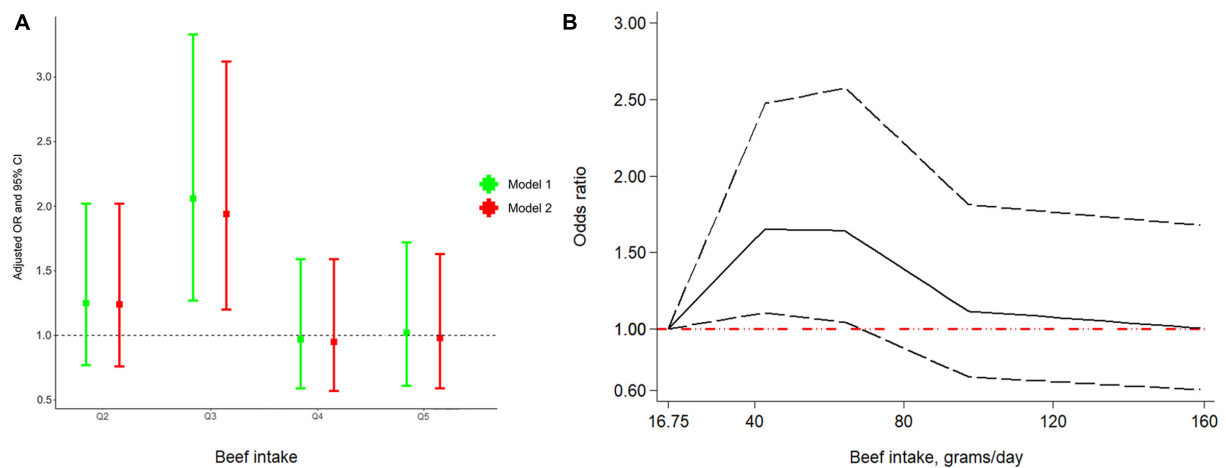 A
Adjusted OR and 95% CI
3.0
2.5
2.0
1.5
1.0
0.5
Q2 Q3 Q4 Q5
Beef intake
Model 1
Model 2
B
Odds ratio
3.00
2.50
2.00
1.50
1.00
0.60
16.75 40 80 120 160
Beef intake, grams/day